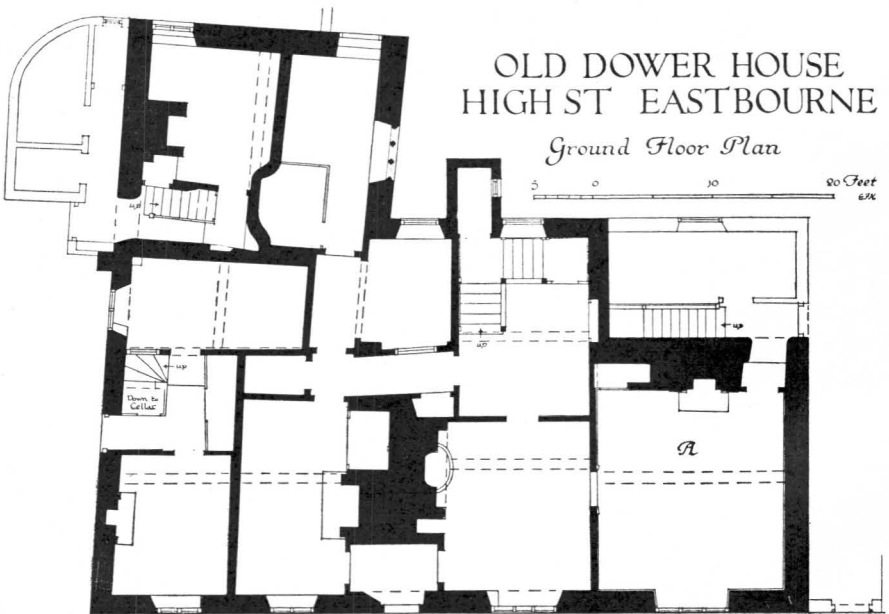 OLD DOWER HOUSE
HIGH ST EASTBOURNE
Ground Floor Plan
5 0 10 20 Feet
up
up
up
up
Down to
Cellar
A